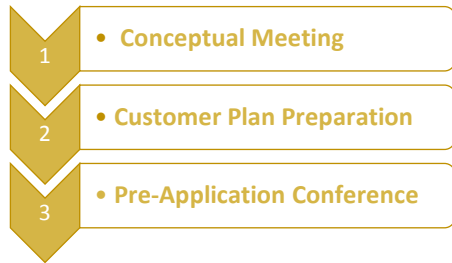 1
• Conceptual Meeting
2
• Customer Plan Preparation
3
• Pre-Application Conference